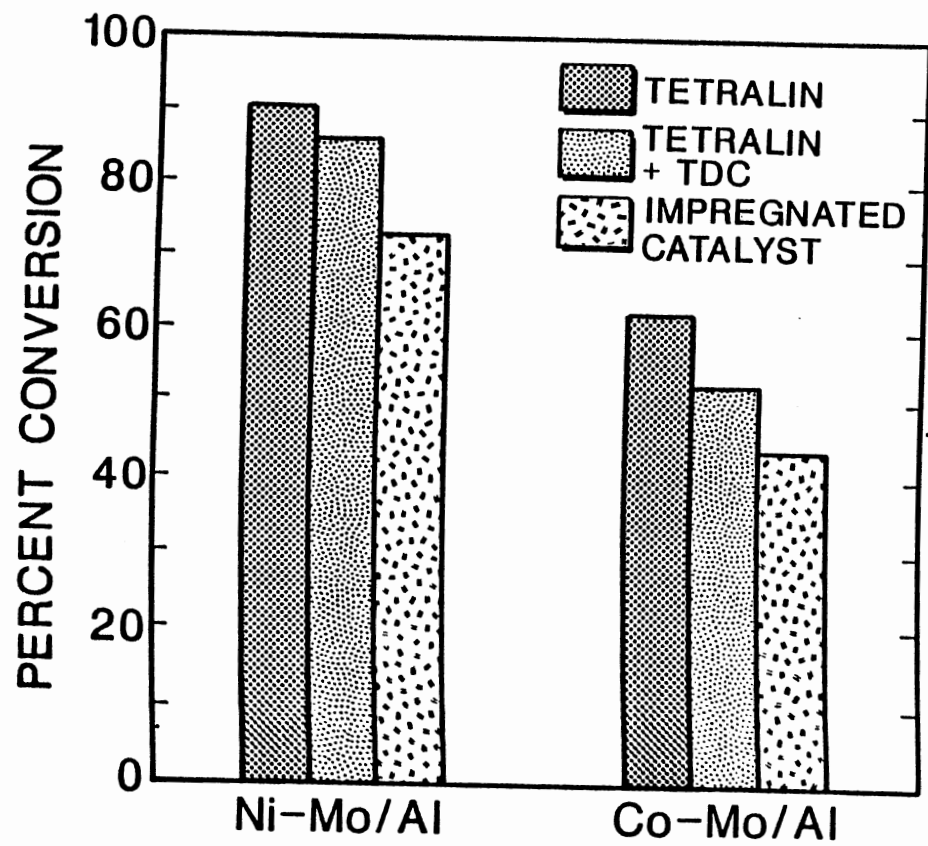 PERCENT CONVERSION
100
80
60
40
20
0
TETRALIN
TETRALIN
+ TDC
IMPREGNATED
CATALYST
Ni-Mo/Al
Co-Mo/Al